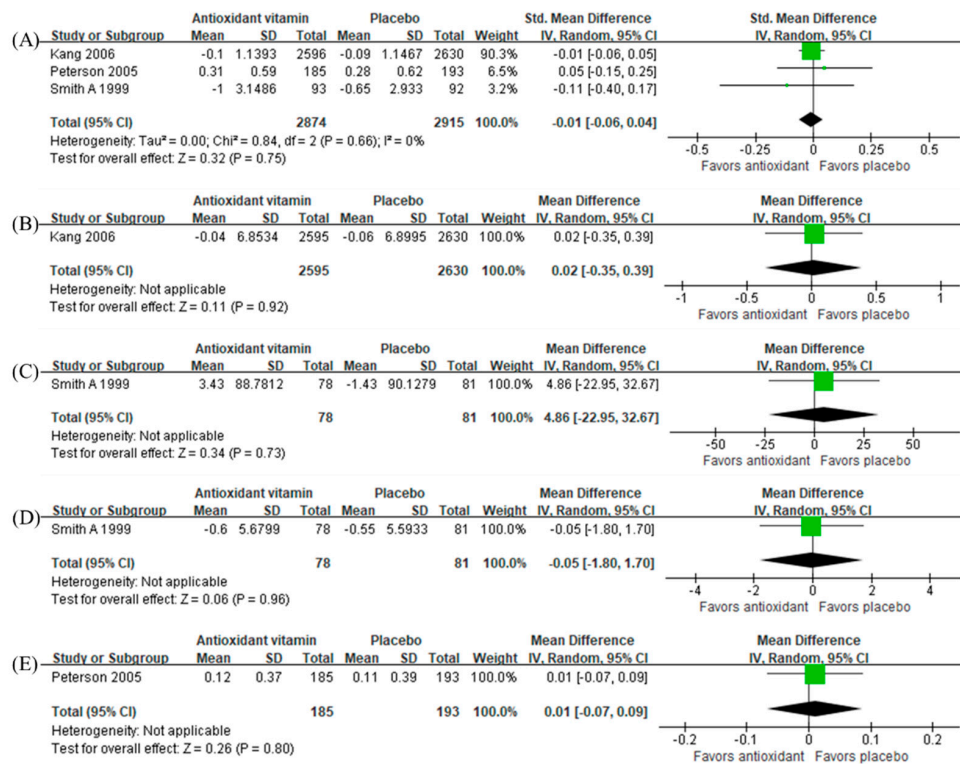 (A)
Antioxidant vitamin Placebo Std. Mean Difference Std. Mean Difference
Study or Subgroup Mean SD Total Mean SD Total Weight IV, Random, 95% CI IV, Random, 95% CI
Kang 2006 -0.1 1.1393 2596 -0.09 1.1467 2630 90.3% -0.01 [-0.06, 0.05]
Peterson 2005 0.31 0.59 185 0.28 0.62 193 6.5% 0.05 [-0.15, 0.25]
Smith A 1999 -1 3.1486 93 -0.65 2.933 92 3.2% -0.11 [-0.40, 0.17]
Total (95% CI) 2874 2915 100.0% -0.01 [-0.06, 0.04]
Heterogeneity: Tau² = 0.00; Chi² = 0.84, df = 2 (P = 0.66); I² = 0%
Test for overall effect: Z = 0.32 (P = 0.75)
-0.5 -0.25 0 0.25 0.5
Favors antioxidant Favors placebo
(B)
Antioxidant vitamin Placebo Mean Difference Mean Difference
Study or Subgroup Mean SD Total Mean SD Total Weight IV, Random, 95% CI IV, Random, 95% CI
Kang 2006 -0.04 6.8534 2595 -0.06 6.8995 2630 100.0% 0.02 [-0.35, 0.39]
Total (95% CI) 2595 2630 100.0% 0.02 [-0.35, 0.39]
Heterogeneity: Not applicable
Test for overall effect: Z = 0.11 (P = 0.92)
-1 -0.5 0 0.5 1
Favors antioxidant Favors placebo
(C)
Antioxidant vitamin Placebo Mean Difference Mean Difference
Study or Subgroup Mean SD Total Mean SD Total Weight IV, Random, 95% CI IV, Random, 95% CI
Smith A 1999 3.43 88.7812 78 -1.43 90.1279 81 100.0% 4.86 [-22.95, 32.67]
Total (95% CI) 78 81 100.0% 4.86 [-22.95, 32.67]
Heterogeneity: Not applicable
Test for overall effect: Z = 0.34 (P = 0.73)
-50 -25 0 25 50
Favors antioxidant Favors placebo
(D)
Antioxidant vitamin Placebo Mean Difference Mean Difference
Study or Subgroup Mean SD Total Mean SD Total Weight IV, Random, 95% CI IV, Random, 95% CI
Smith A 1999 -0.6 5.6799 78 -0.55 5.5933 81 100.0% -0.05 [-1.80, 1.70]
Total (95% CI) 78 81 100.0% -0.05 [-1.80, 1.70]
Heterogeneity: Not applicable
Test for overall effect: Z = 0.06 (P = 0.96)
-4 -2 0 2 4
Favors antioxidant Favors placebo
(E)
Antioxidant vitamin Placebo Mean Difference Mean Difference
Study or Subgroup Mean SD Total Mean SD Total Weight IV, Random, 95% CI IV, Random, 95% CI
Peterson 2005 0.12 0.37 185 0.11 0.39 193 100.0% 0.01 [-0.07, 0.09]
Total (95% CI) 185 193 100.0% 0.01 [-0.07, 0.09]
Heterogeneity: Not applicable
Test for overall effect: Z = 0.26 (P = 0.80)
-0.2 -0.1 0 0.1 0.2
Favors antioxidant Favors placebo